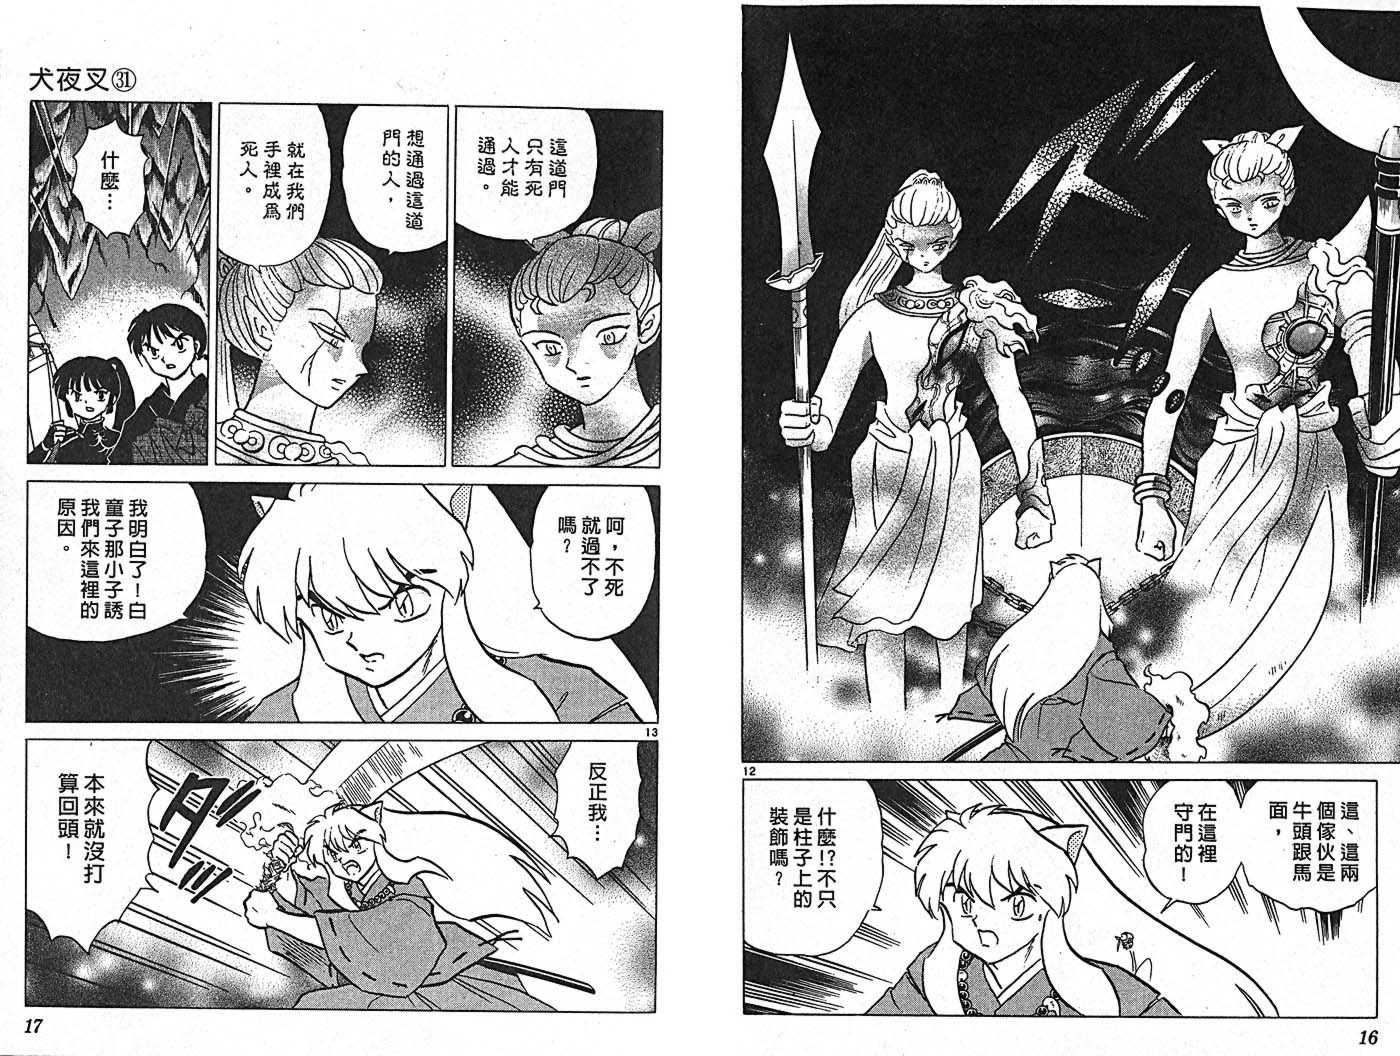 這、這兩
個傢伙是
牛頭跟馬
面，
在這裡
守門的！
什麼!?不只
是柱子上的
裝飾嗎？
12
16
犬夜叉㉛
這道門
只有死
人才能
通過。
想通過這道
門的人，
就在我們
手裡成為
死人。
什
麼…
呵，不死
就過不了
嗎？
我明白了！白
童子那小子誘
我們來這裡的
原因。
13
反正我…
本來就沒打
算回頭！
ダッ
17